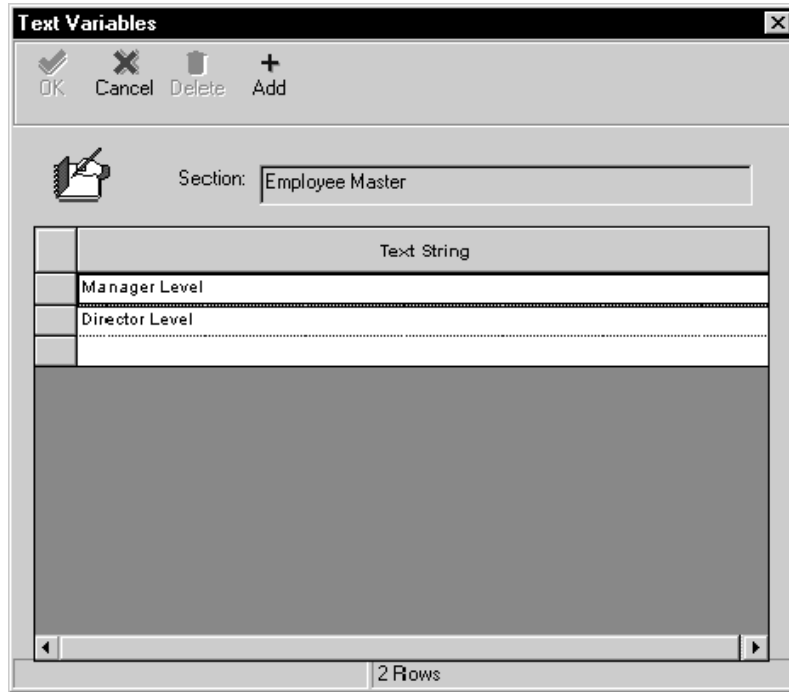 Text Variables
OK Cancel Delete Add
Section: Employee Master
Text String
Manager Level
Director Level
2 Rows